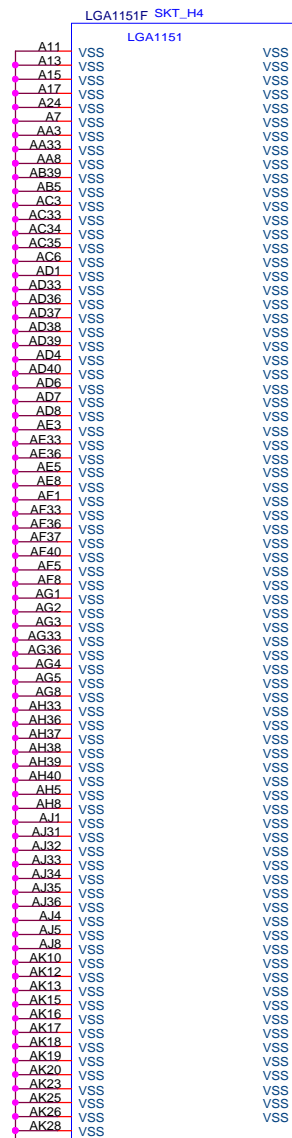 LGA1151F SKT_H4
LGA1151
A11 VSS VSS
A13 VSS VSS
A15 VSS VSS
A17 VSS VSS
A24 VSS VSS
A7 VSS VSS
AA3 VSS VSS
AA33 VSS VSS
AA8 VSS VSS
AB39 VSS VSS
AB5 VSS VSS
AC3 VSS VSS
AC33 VSS VSS
AC34 VSS VSS
AC35 VSS VSS
AC6 VSS VSS
AD1 VSS VSS
AD33 VSS VSS
AD36 VSS VSS
AD37 VSS VSS
AD38 VSS VSS
AD39 VSS VSS
AD4 VSS VSS
AD40 VSS VSS
AD6 VSS VSS
AD7 VSS VSS
AD8 VSS VSS
AE3 VSS VSS
AE33 VSS VSS
AE36 VSS VSS
AE5 VSS VSS
AE8 VSS VSS
AF1 VSS VSS
AF33 VSS VSS
AF36 VSS VSS
AF37 VSS VSS
AF40 VSS VSS
AF5 VSS VSS
AF8 VSS VSS
AG1 VSS VSS
AG2 VSS VSS
AG3 VSS VSS
AG33 VSS VSS
AG36 VSS VSS
AG4 VSS VSS
AG5 VSS VSS
AG8 VSS VSS
AH33 VSS VSS
AH36 VSS VSS
AH37 VSS VSS
AH38 VSS VSS
AH39 VSS VSS
AH40 VSS VSS
AH5 VSS VSS
AH8 VSS VSS
AJ1 VSS VSS
AJ31 VSS VSS
AJ32 VSS VSS
AJ33 VSS VSS
AJ34 VSS VSS
AJ35 VSS VSS
AJ36 VSS VSS
AJ4 VSS VSS
AJ5 VSS VSS
AJ8 VSS VSS
AK10 VSS VSS
AK12 VSS VSS
AK13 VSS VSS
AK15 VSS VSS
AK16 VSS VSS
AK17 VSS VSS
AK18 VSS VSS
AK19 VSS VSS
AK20 VSS VSS
AK23 VSS VSS
AK25 VSS VSS
AK26 VSS VSS
AK28 VSS